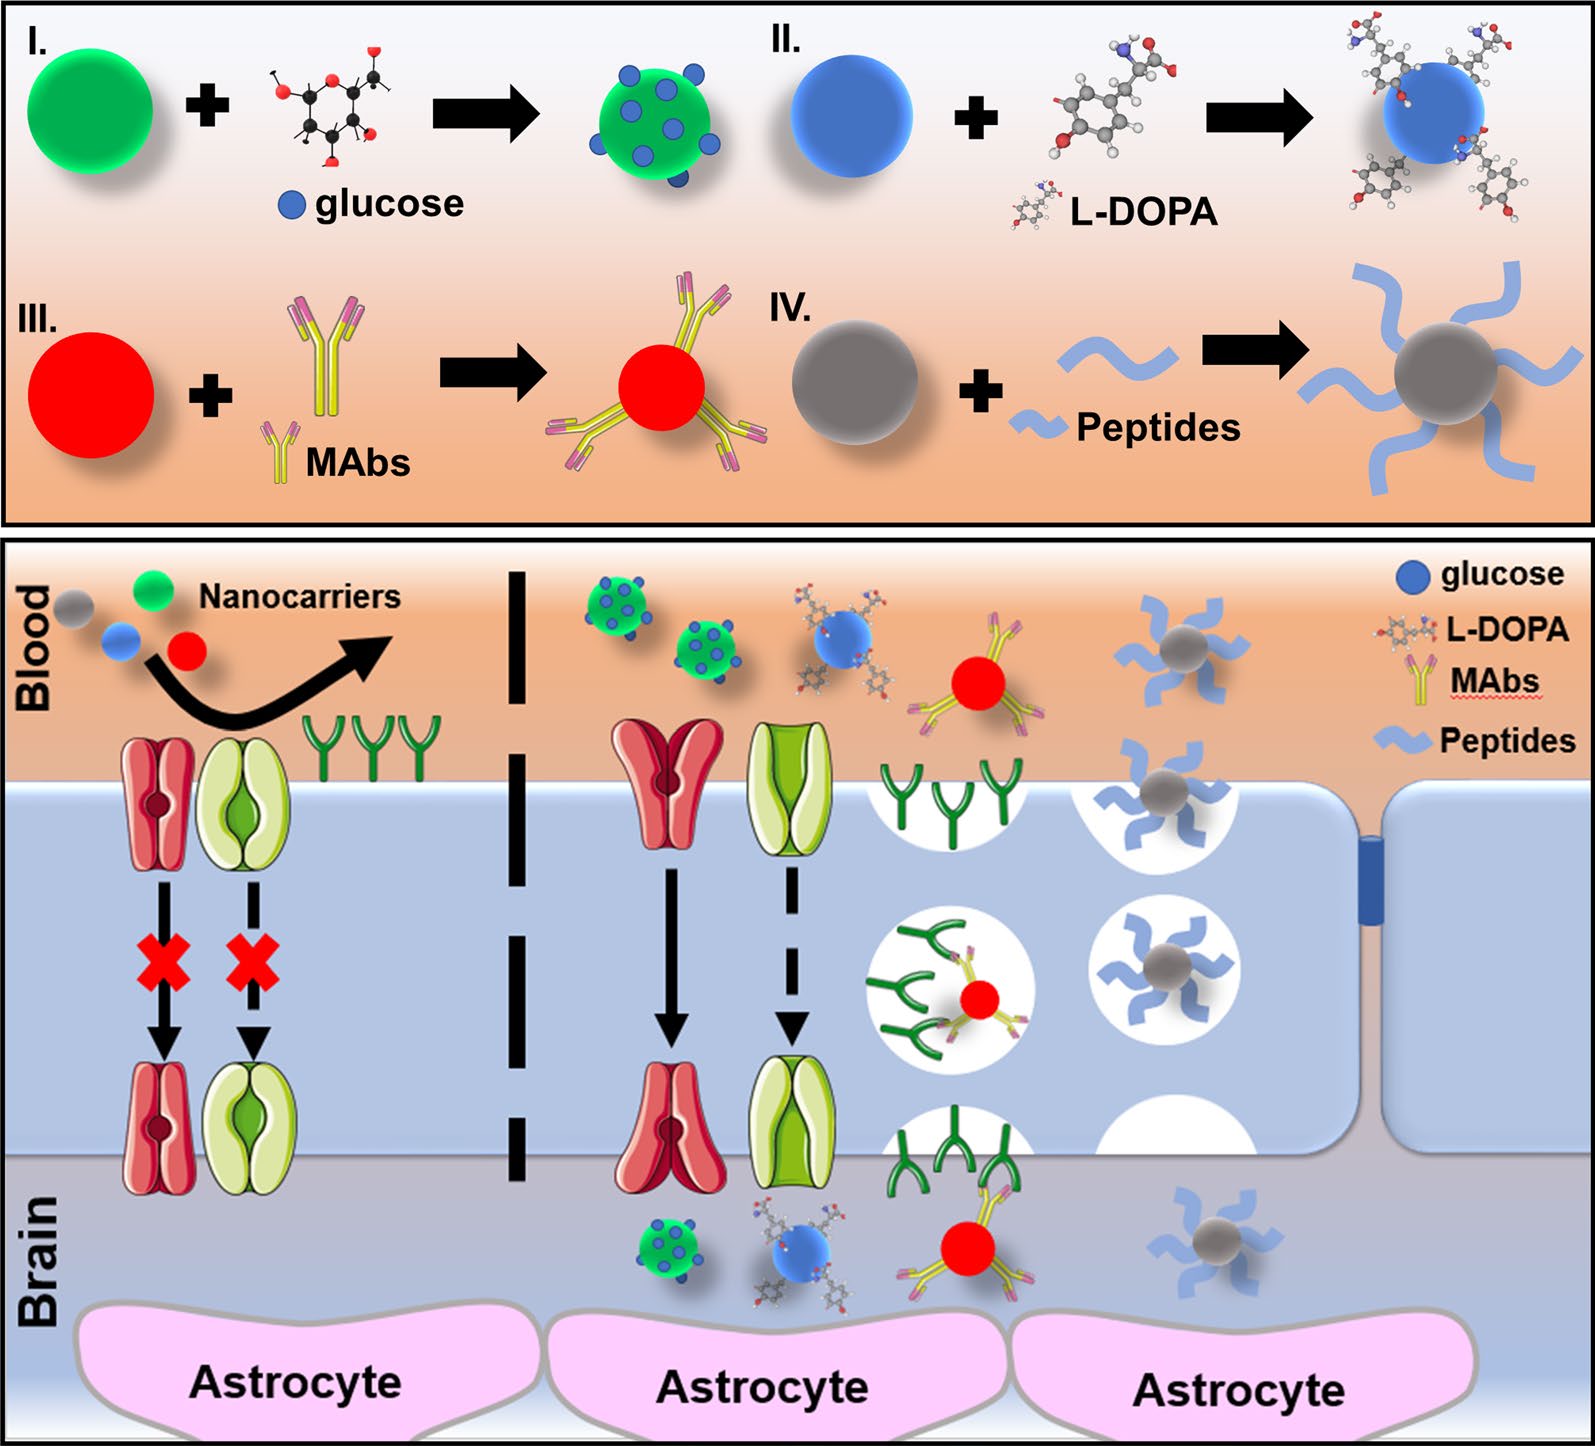 I.
II.
glucose
L-DOPA
III.
IV.
MAbs
Peptides
Blood
Nanocarriers
glucose
L-DOPA
MAbs
Peptides
Brain
Astrocyte
Astrocyte
Astrocyte